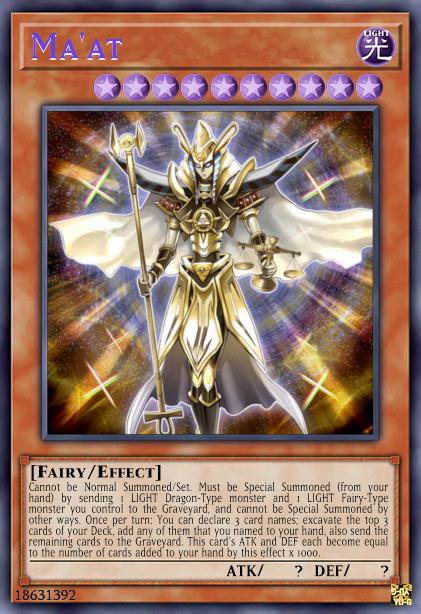 Ma'at
LIGHT
光
[Fairy/Effect]
Cannot be Normal Summoned/Set. Must be Special Summoned (from your
hand) by sending 1 LIGHT Dragon-Type monster and 1 LIGHT Fairy-Type
monster you control to the Graveyard, and cannot be Special Summoned by
other ways. Once per turn: You can declare 3 card names; excavate the top 3
cards of your Deck, add any of them that you named to your hand, also send the
remaining cards to the Graveyard. This card's ATK and DEF each become equal
to the number of cards added to your hand by this effect x 1000.
ATK/ ? DEF/ ?
18631392